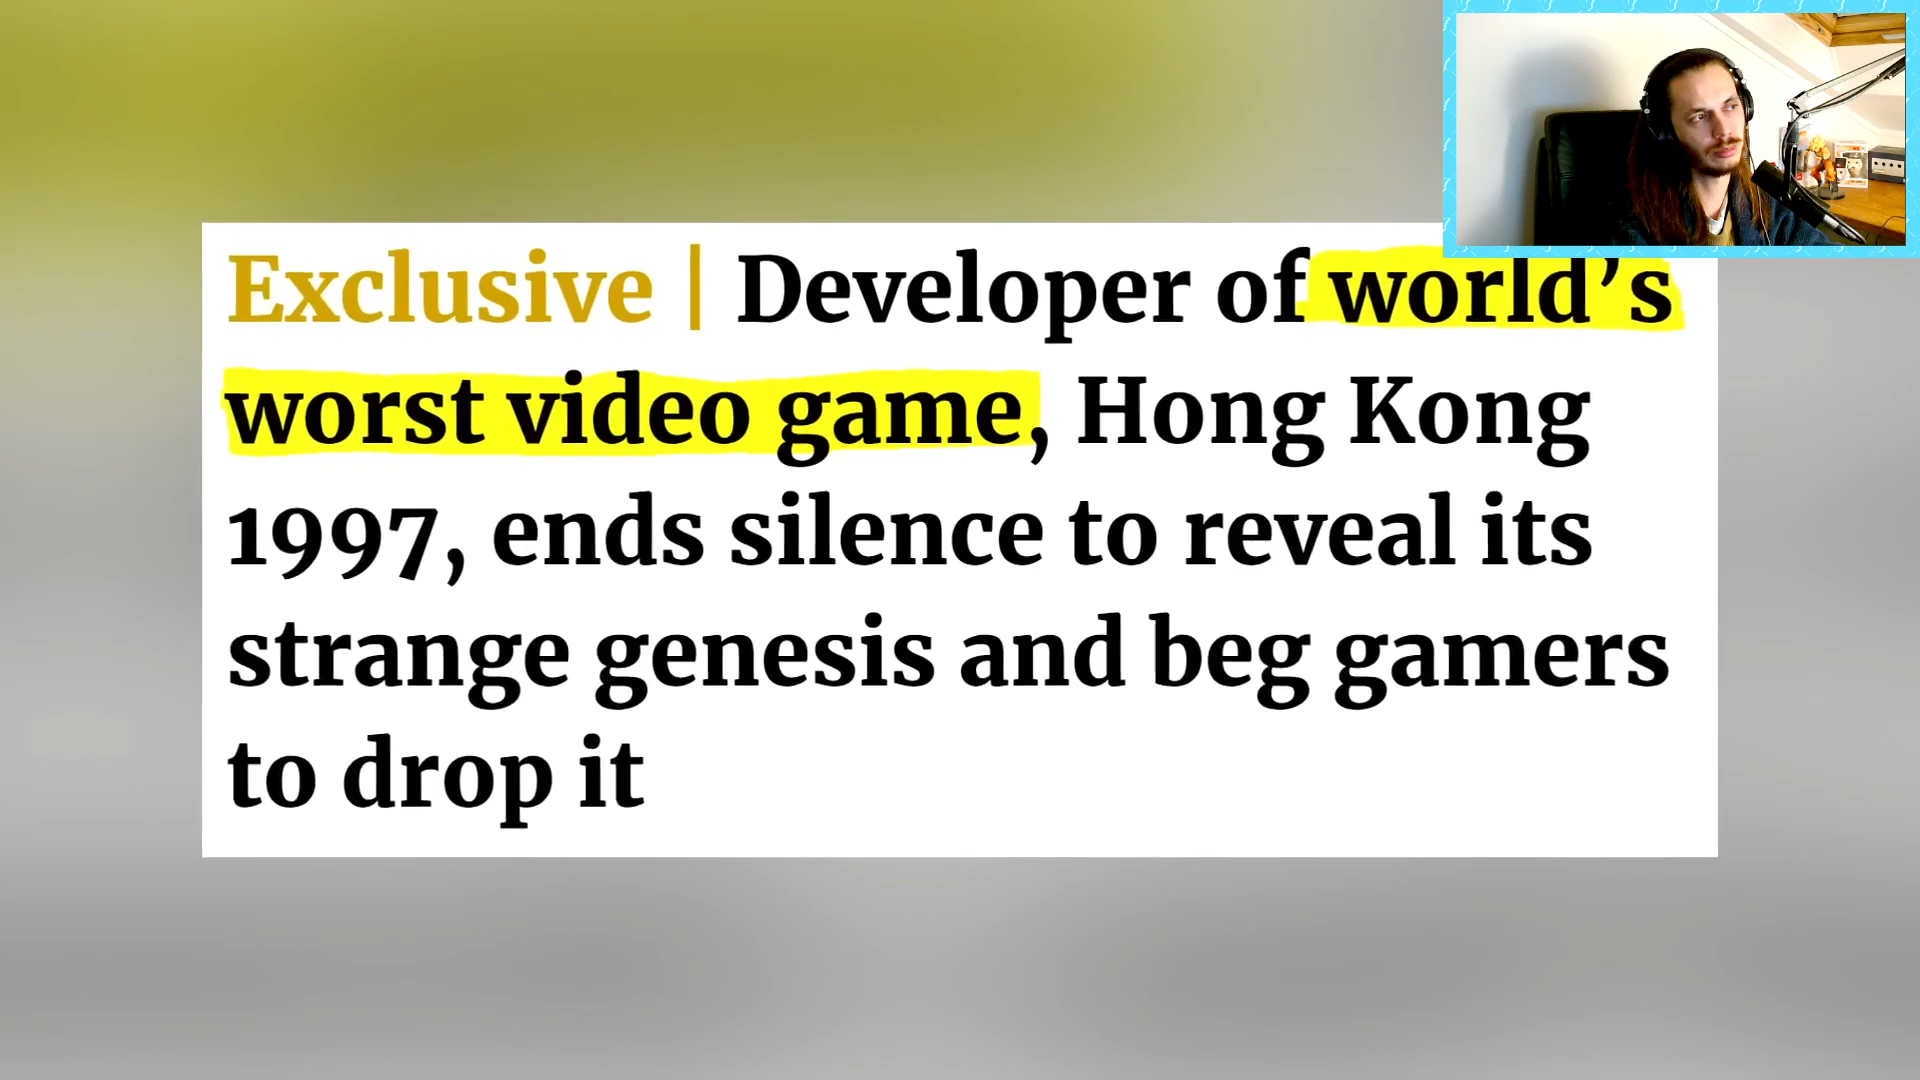 Exclusive | Developer of world’s
worst video game, Hong Kong
1997, ends silence to reveal its
strange genesis and beg gamers
to drop it